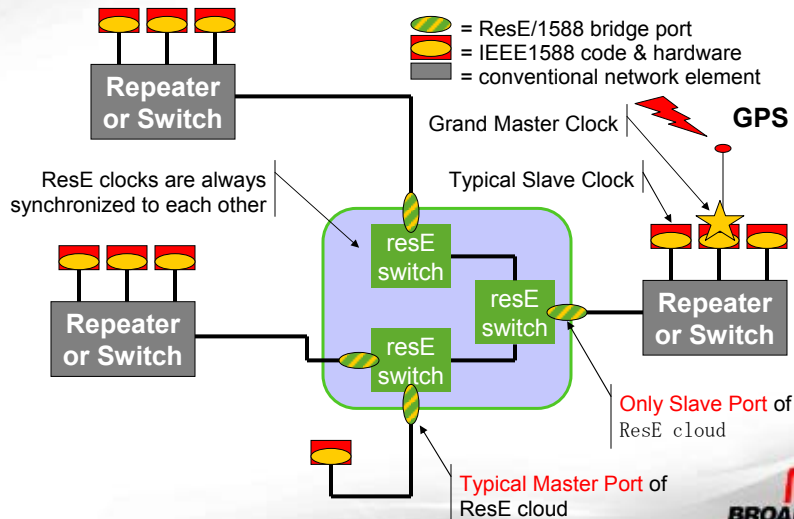 = ResE/1588 bridge port
= IEEE1588 code & hardware
= conventional network element
Repeater
or Switch
Grand Master Clock
GPS
ResE clocks are always
synchronized to each other
Typical Slave Clock
resE
switch
resE
switch
resE
switch
Repeater
or Switch
Repeater
or Switch
Only Slave Port of
ResE cloud
Typical Master Port of
ResE cloud